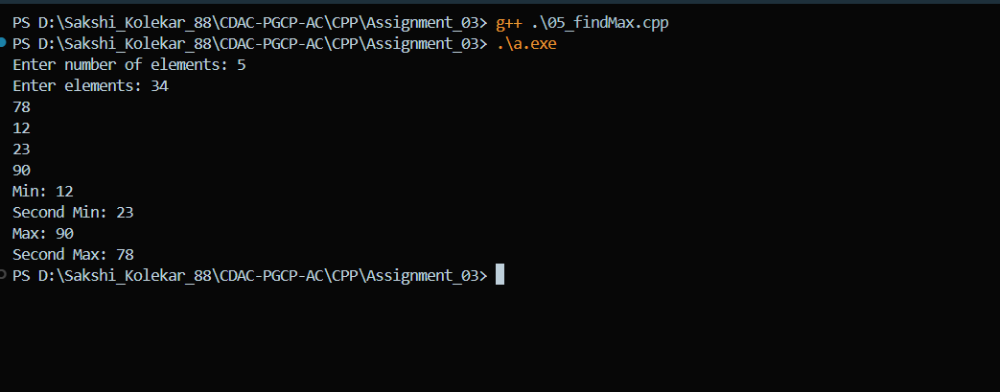 PS D:\Sakshi_Kolekar_88\CDAC-PGCP-AC\CPP\Assignment_03> g++ .\05_findMax.cpp
PS D:\Sakshi_Kolekar_88\CDAC-PGCP-AC\CPP\Assignment_03> .\a.exe
Enter number of elements: 5
Enter elements: 34
78
12
23
90
Min: 12
Second Min: 23
Max: 90
Second Max: 78
PS D:\Sakshi_Kolekar_88\CDAC-PGCP-AC\CPP\Assignment_03>